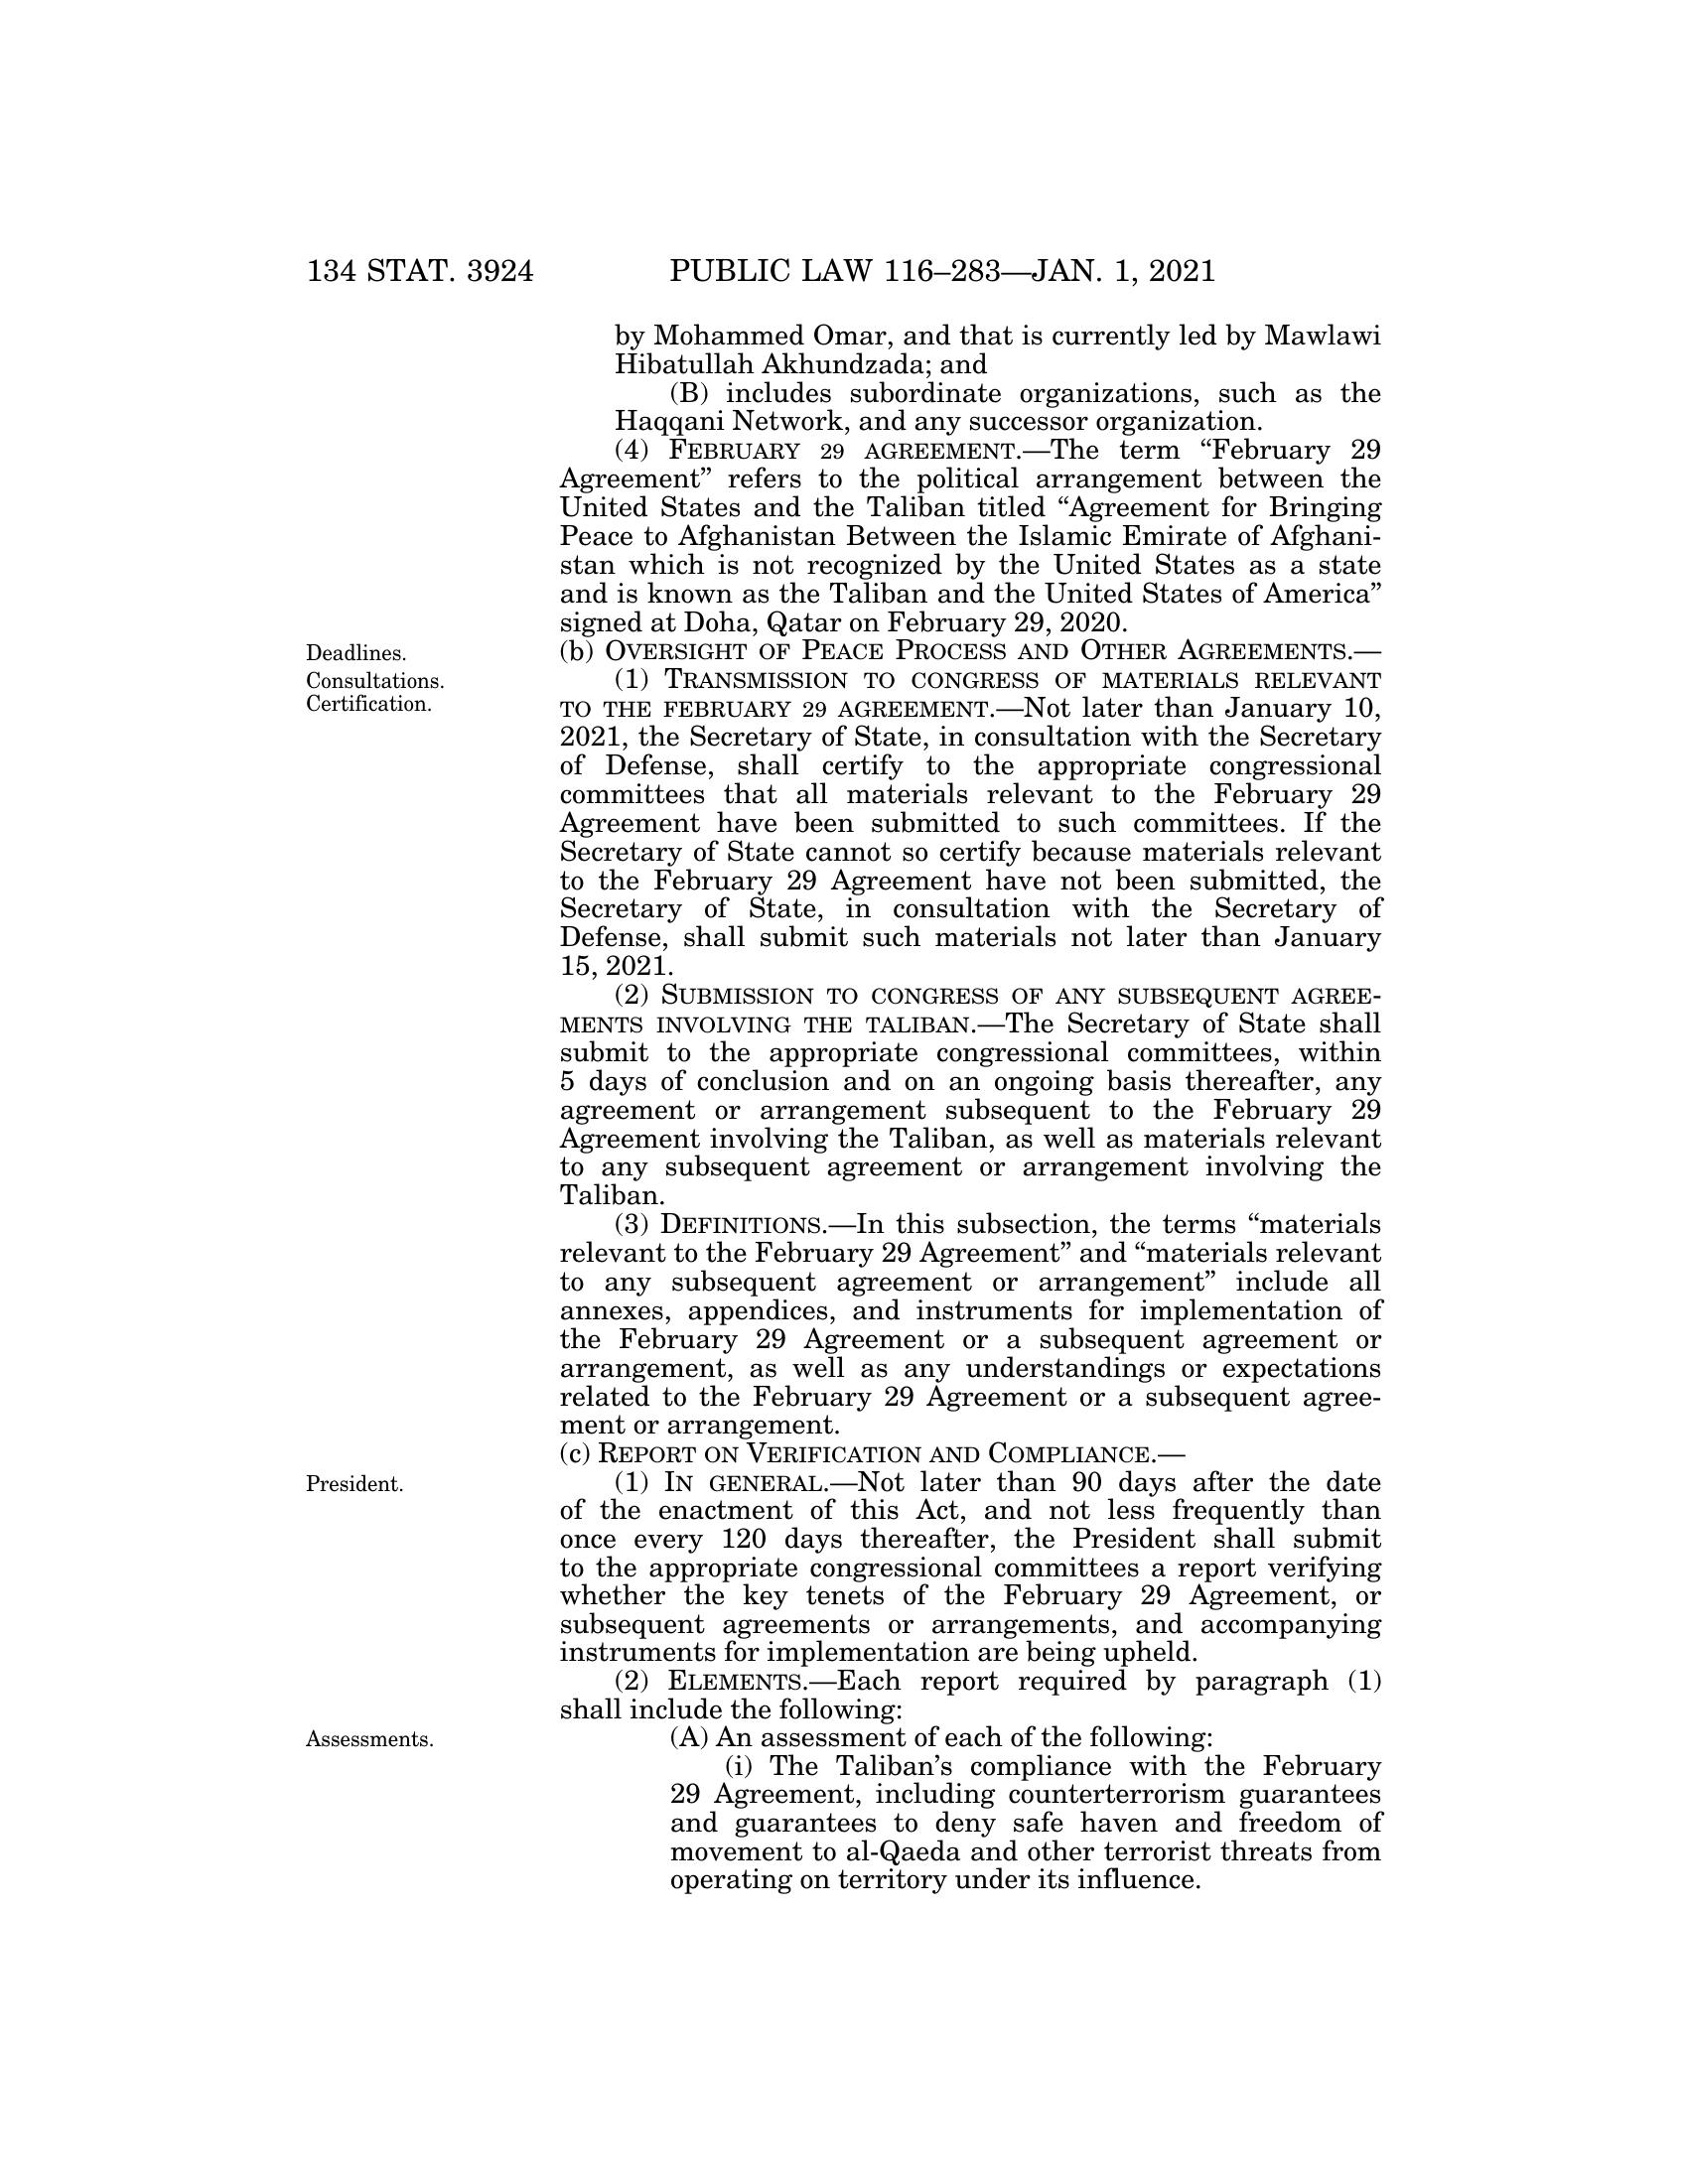 134 STAT. 3924 PUBLIC LAW 116–283—JAN. 1, 2021
by Mohammed Omar, and that is currently led by Mawlawi
Hibatullah Akhundzada; and
(B) includes subordinate organizations, such as the
Haqqani Network, and any successor organization.
(4) FEBRUARY 29 AGREEMENT.—The term “February 29
Agreement” refers to the political arrangement between the
United States and the Taliban titled “Agreement for Bringing
Peace to Afghanistan Between the Islamic Emirate of Afghani-
stan which is not recognized by the United States as a state
and is known as the Taliban and the United States of America”
signed at Doha, Qatar on February 29, 2020.
Deadlines.
(b) OVERSIGHT OF PEACE PROCESS AND OTHER AGREEMENTS.—
Consultations.
Certification.
(1) TRANSMISSION TO CONGRESS OF MATERIALS RELEVANT
TO THE FEBRUARY 29 AGREEMENT.—Not later than January 10,
2021, the Secretary of State, in consultation with the Secretary
of Defense, shall certify to the appropriate congressional
committees that all materials relevant to the February 29
Agreement have been submitted to such committees. If the
Secretary of State cannot so certify because materials relevant
to the February 29 Agreement have not been submitted, the
Secretary of State, in consultation with the Secretary of
Defense, shall submit such materials not later than January
15, 2021.
(2) SUBMISSION TO CONGRESS OF ANY SUBSEQUENT AGREE-
MENTS INVOLVING THE TALIBAN.—The Secretary of State shall
submit to the appropriate congressional committees, within
5 days of conclusion and on an ongoing basis thereafter, any
agreement or arrangement subsequent to the February 29
Agreement involving the Taliban, as well as materials relevant
to any subsequent agreement or arrangement involving the
Taliban.
(3) DEFINITIONS.—In this subsection, the terms “materials
relevant to the February 29 Agreement” and “materials relevant
to any subsequent agreement or arrangement” include all
annexes, appendices, and instruments for implementation of
the February 29 Agreement or a subsequent agreement or
arrangement, as well as any understandings or expectations
related to the February 29 Agreement or a subsequent agree-
ment or arrangement.
(c) REPORT ON VERIFICATION AND COMPLIANCE.—
President.
(1) IN GENERAL.—Not later than 90 days after the date
of the enactment of this Act, and not less frequently than
once every 120 days thereafter, the President shall submit
to the appropriate congressional committees a report verifying
whether the key tenets of the February 29 Agreement, or
subsequent agreements or arrangements, and accompanying
instruments for implementation are being upheld.
(2) ELEMENTS.—Each report required by paragraph (1)
shall include the following:
Assessments.
(A) An assessment of each of the following:
(i) The Taliban’s compliance with the February
29 Agreement, including counterterrorism guarantees
and guarantees to deny safe haven and freedom of
movement to al-Qaeda and other terrorist threats from
operating on territory under its influence.